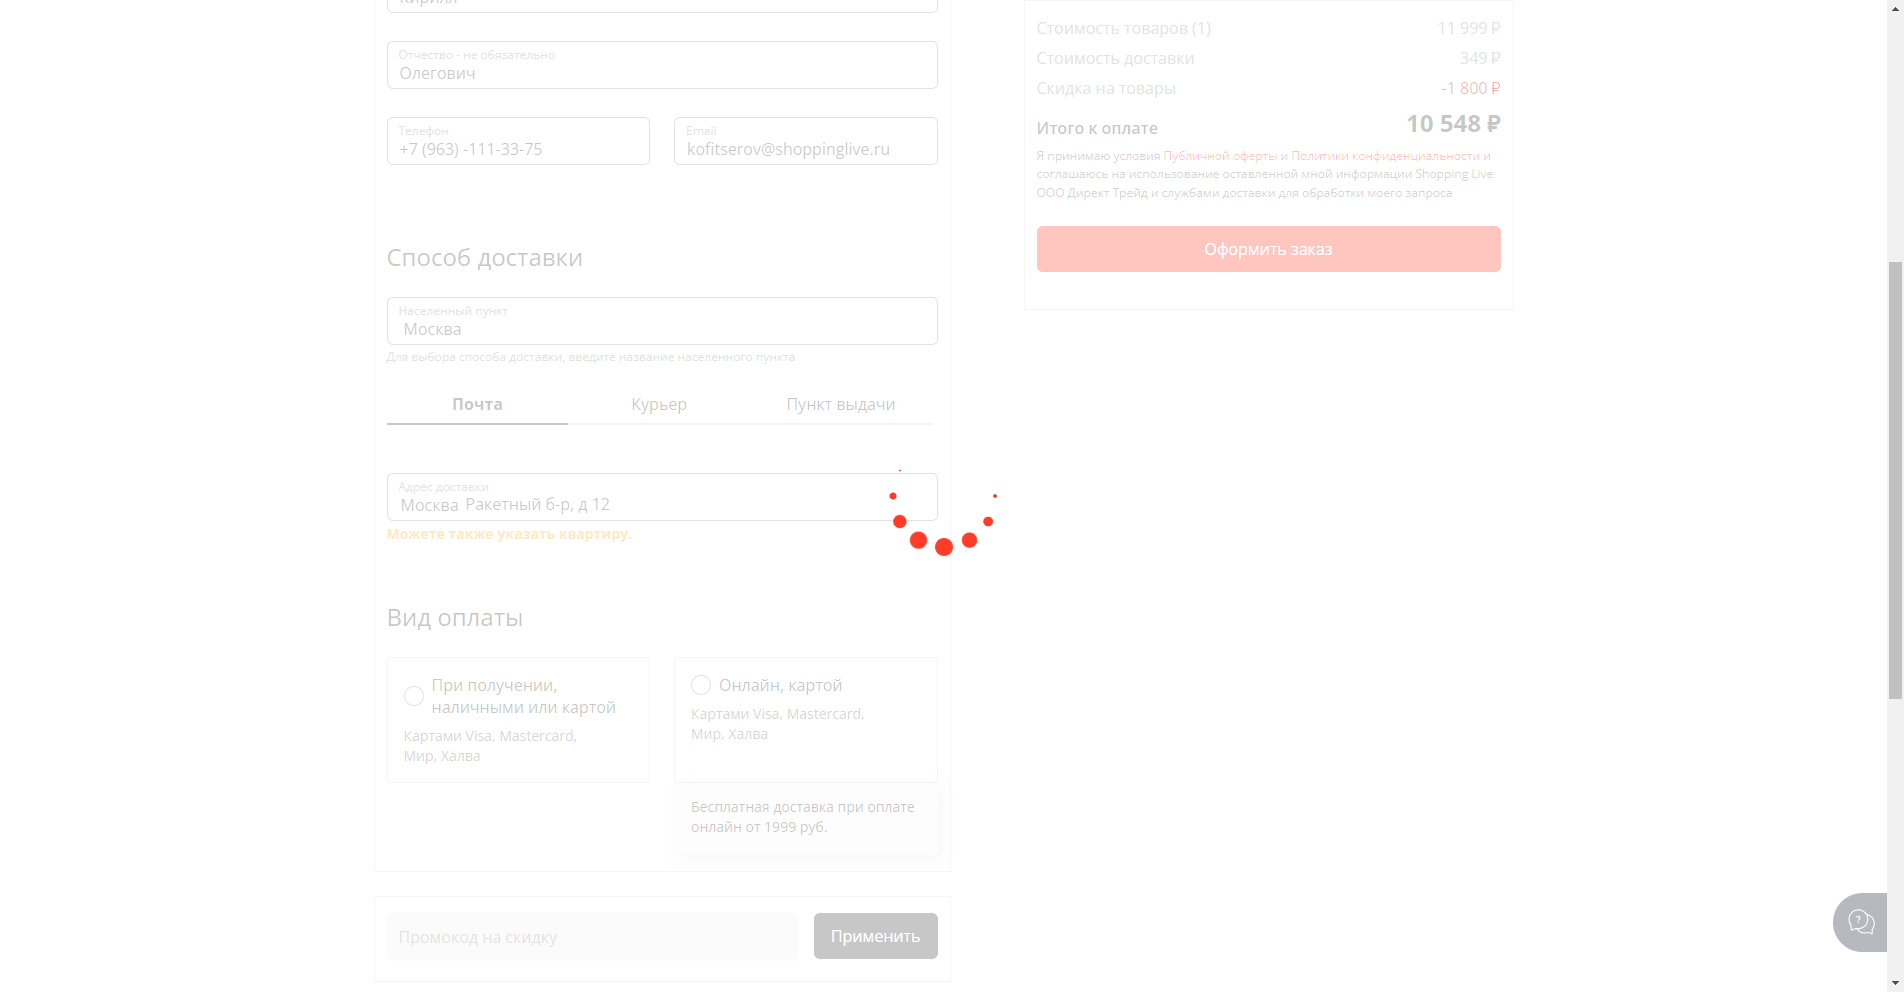 Кирилл
Отчество - не обязательно
Олегович
Телефон
+7 (963) -111-33-75
Email
kofitserov@shoppinglive.ru
Способ доставки
Населенный пункт
Москва
Для выбора способа доставки, введите название населенного пункта
Почта
Курьер
Пункт выдачи
Адрес доставки
Москва Ракетный б-р, д 12
Можете также указать квартиру.
Вид оплаты
При получении,
наличными или картой
Картами Visa, Mastercard,
Мир, Халва
Онлайн, картой
Картами Visa, Mastercard,
Мир, Халва
Бесплатная доставка при оплате
онлайн от 1999 руб.
Промокод на скидку
Применить
Стоимость товаров (1) 11 999 ₽
Стоимость доставки 349 ₽
Скидка на товары -1 800 ₽
Итого к оплате 10 548 ₽
Я принимаю условия Публичной оферты и Политики конфиденциальности и
соглашаюсь на использование оставленной мной информации Shopping Live
ООО Директ Трейд и службами доставки для обработки моего запроса
Оформить заказ